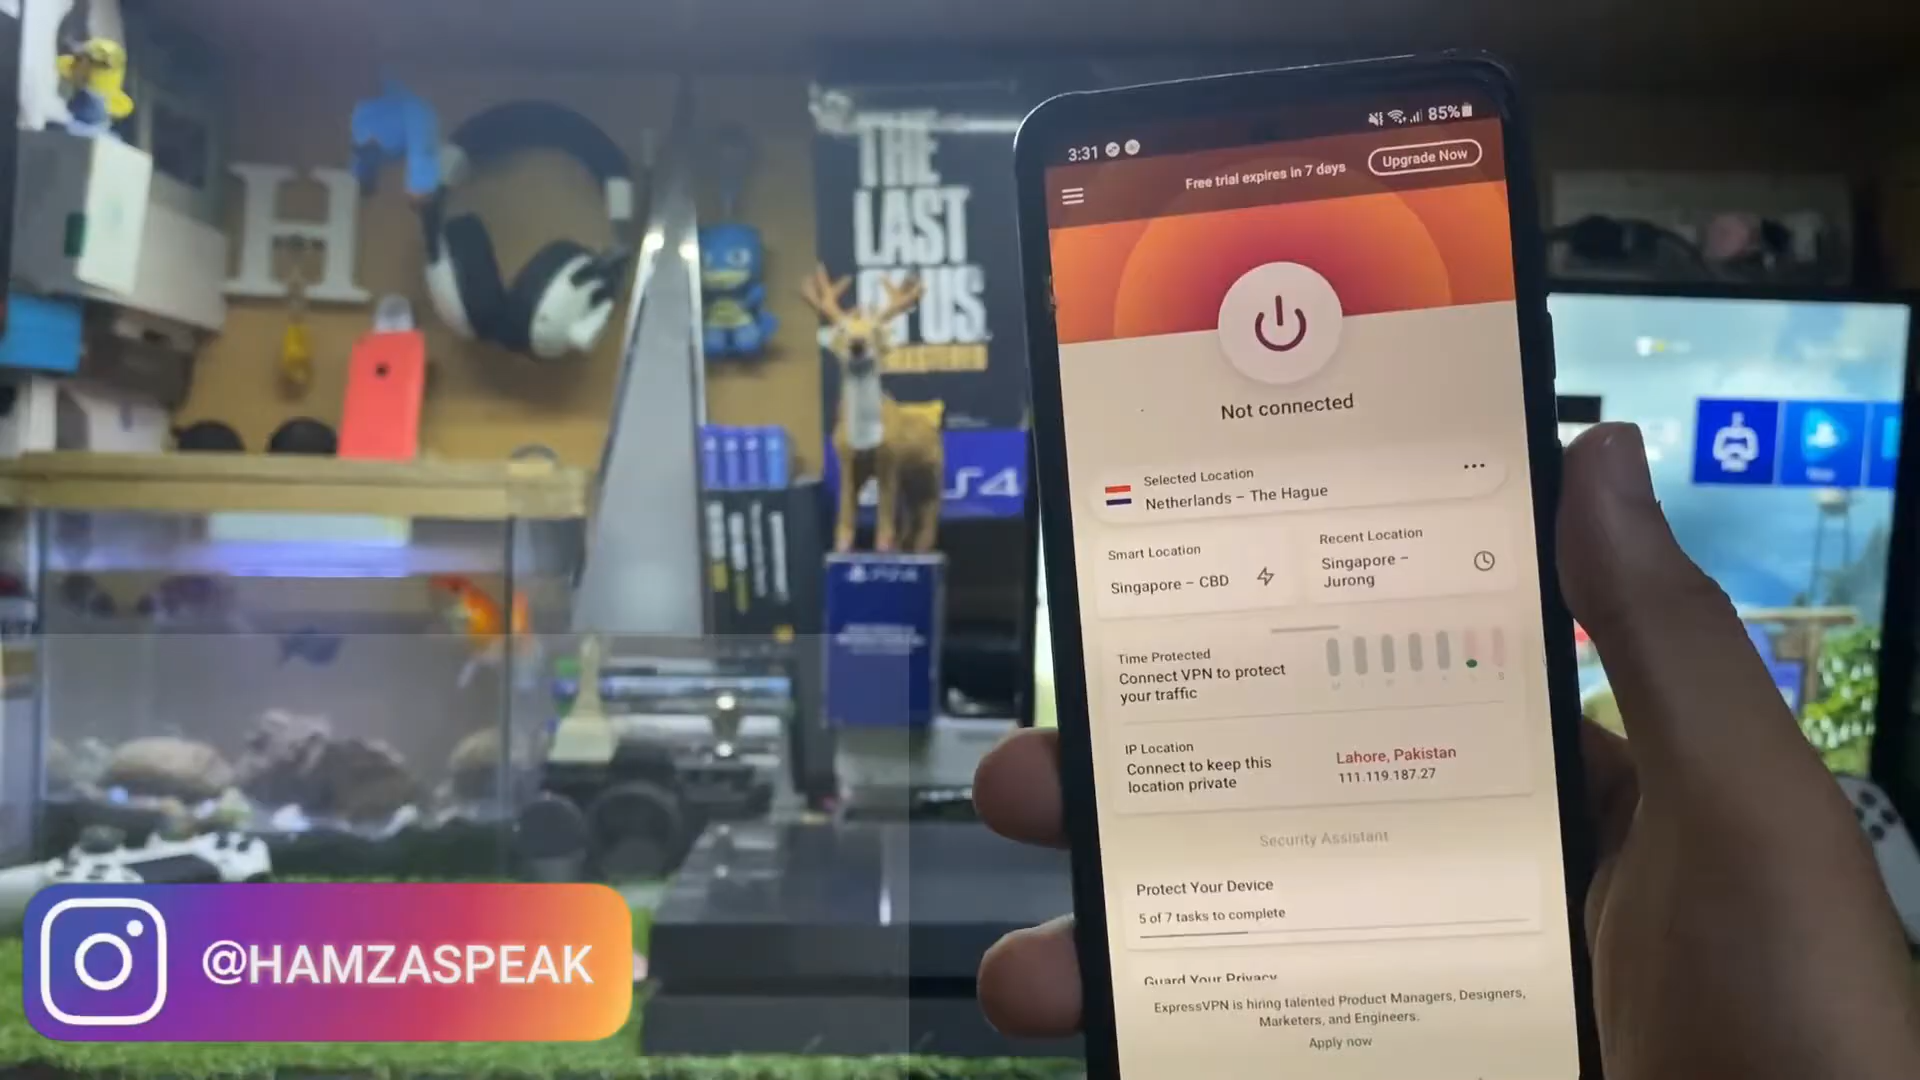 H
THE
LAST
OF US
REMASTERED
PS4
3:31
85%
Free trial expires in 7 days
Upgrade Now
Not connected
Selected Location
Netherlands – The Hague
Smart Location
Singapore – CBD
Recent Location
Singapore –
Jurong
Time Protected
Connect VPN to protect
your traffic
IP Location
Connect to keep this
location private
Lahore, Pakistan
111.119.187.27
Security Assistant
Protect Your Device
5 of 7 tasks to complete
Guard Your Privacy
ExpressVPN is hiring talented Product Managers, Designers,
Marketers, and Engineers.
Apply now
@HAMZASPEAK